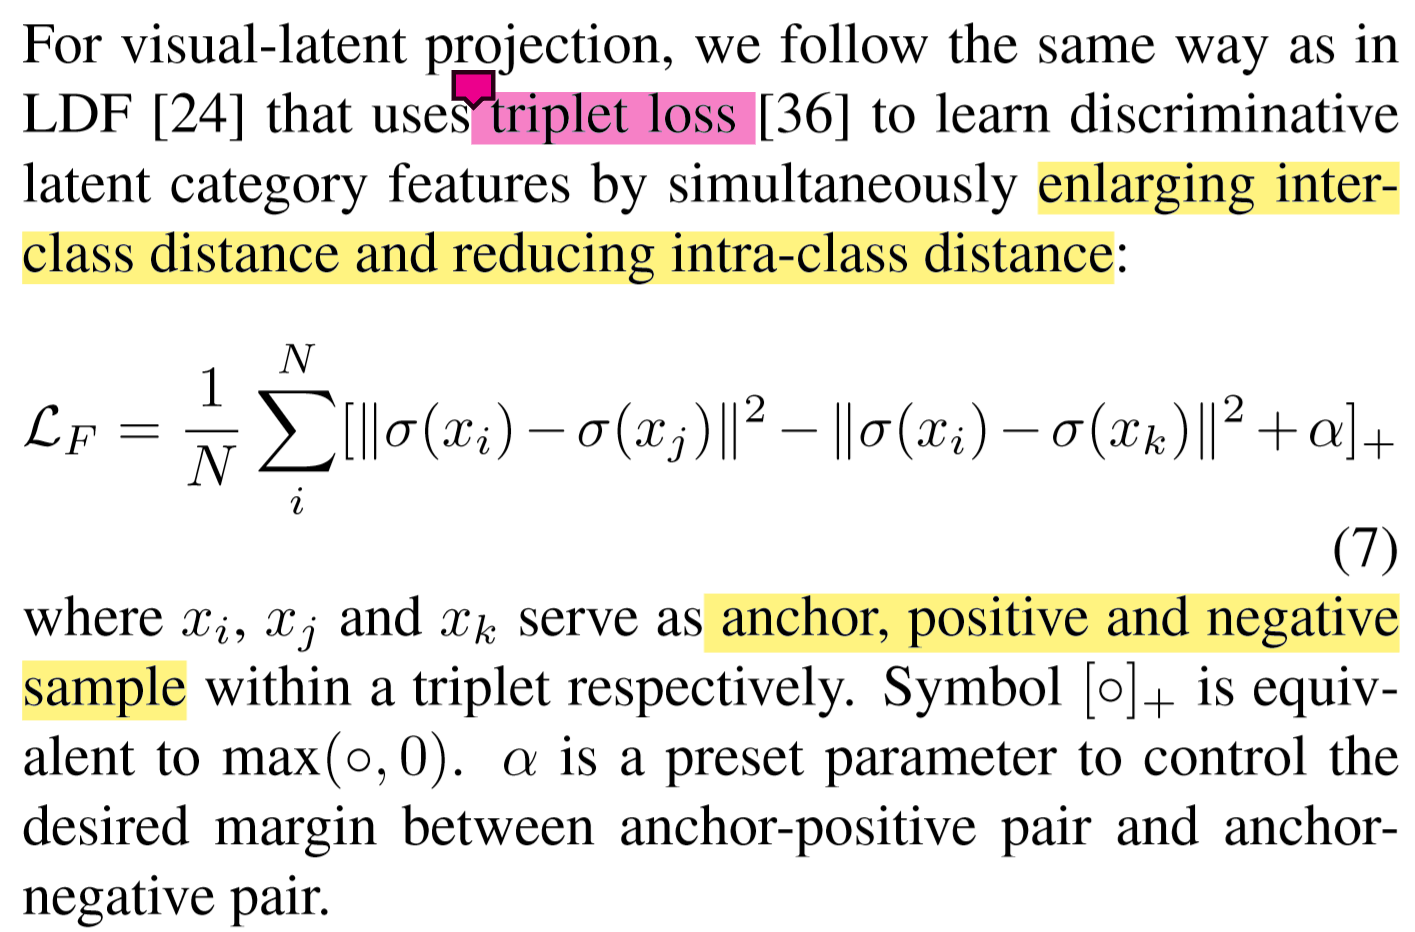 For visual-latent projection, we follow the same way as in
LDF [24] that uses triplet loss [36] to learn discriminative
latent category features by simultaneously enlarging inter-
class distance and reducing intra-class distance:
$\mathcal{L}_F = \frac{1}{N} \sum_{i}^{N} [\|\sigma(x_i) - \sigma(x_j)\|^2 - \|\sigma(x_i) - \sigma(x_k)\|^2 + \alpha]_+$
(7)
where $x_i$, $x_j$ and $x_k$ serve as anchor, positive and negative
sample within a triplet respectively. Symbol $[\circ]_+$ is equiv-
alent to max$(\circ, 0)$. $\alpha$ is a preset parameter to control the
desired margin between anchor-positive pair and anchor-
negative pair.